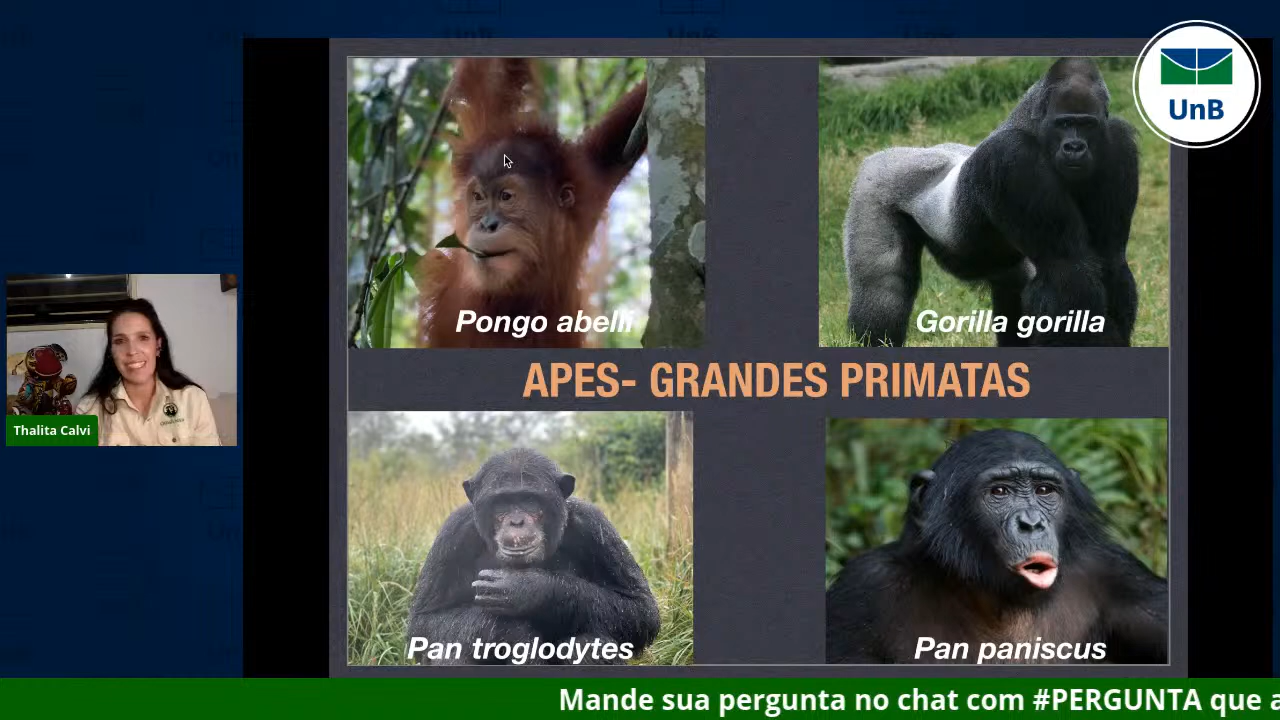 UnB
Pongo abelli
Gorilla gorilla
APES- GRANDES PRIMATAS
Thalita Calvi
Pan troglodytes
Pan paniscus
Mande sua pergunta no chat com #PERGUNTA que a